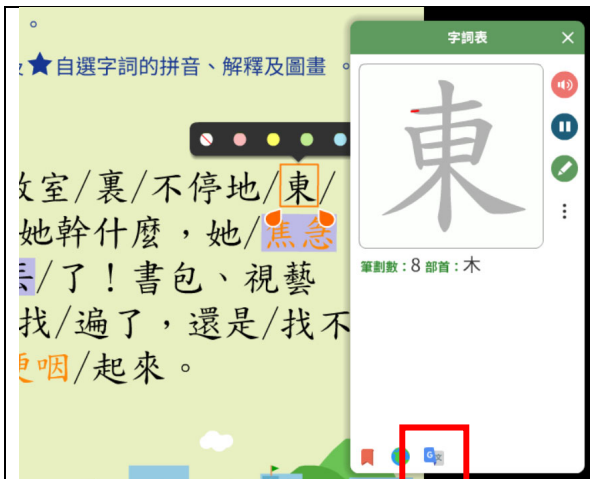 。
★自選字詞的拼音、解釋及圖畫 。
字詞表
室/裏/不停地/東/
她幹什麼，她/焦急
丟/了！書包、視藝
找/遍了，還是/找不
哽咽/起來。
東
筆劃數：8 部首：木